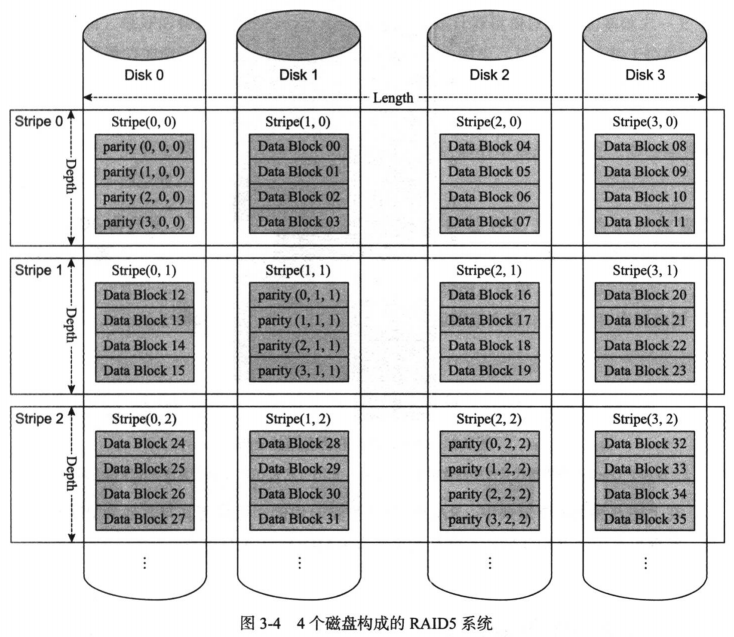 Disk 0 Disk 1 Disk 2 Disk 3
Length
Stripe 0
Depth
Stripe(0, 0) Stripe(1, 0) Stripe(2, 0) Stripe(3, 0)
parity (0, 0, 0) Data Block 00 Data Block 04 Data Block 08
parity (1, 0, 0) Data Block 01 Data Block 05 Data Block 09
parity (2, 0, 0) Data Block 02 Data Block 06 Data Block 10
parity (3, 0, 0) Data Block 03 Data Block 07 Data Block 11
Stripe 1
Depth
Stripe(0, 1) Stripe(1, 1) Stripe(2, 1) Stripe(3, 1)
Data Block 12 parity (0, 1, 1) Data Block 16 Data Block 20
Data Block 13 parity (1, 1, 1) Data Block 17 Data Block 21
Data Block 14 parity (2, 1, 1) Data Block 18 Data Block 22
Data Block 15 parity (3, 1, 1) Data Block 19 Data Block 23
Stripe 2
Depth
Stripe(0, 2) Stripe(1, 2) Stripe(2, 2) Stripe(3, 2)
Data Block 24 Data Block 28 parity (0, 2, 2) Data Block 32
Data Block 25 Data Block 29 parity (1, 2, 2) Data Block 33
Data Block 26 Data Block 30 parity (2, 2, 2) Data Block 34
Data Block 27 Data Block 31 parity (3, 2, 2) Data Block 35
⋮ ⋮ ⋮ ⋮
图 3-4 4 个磁盘构成的 RAID5 系统